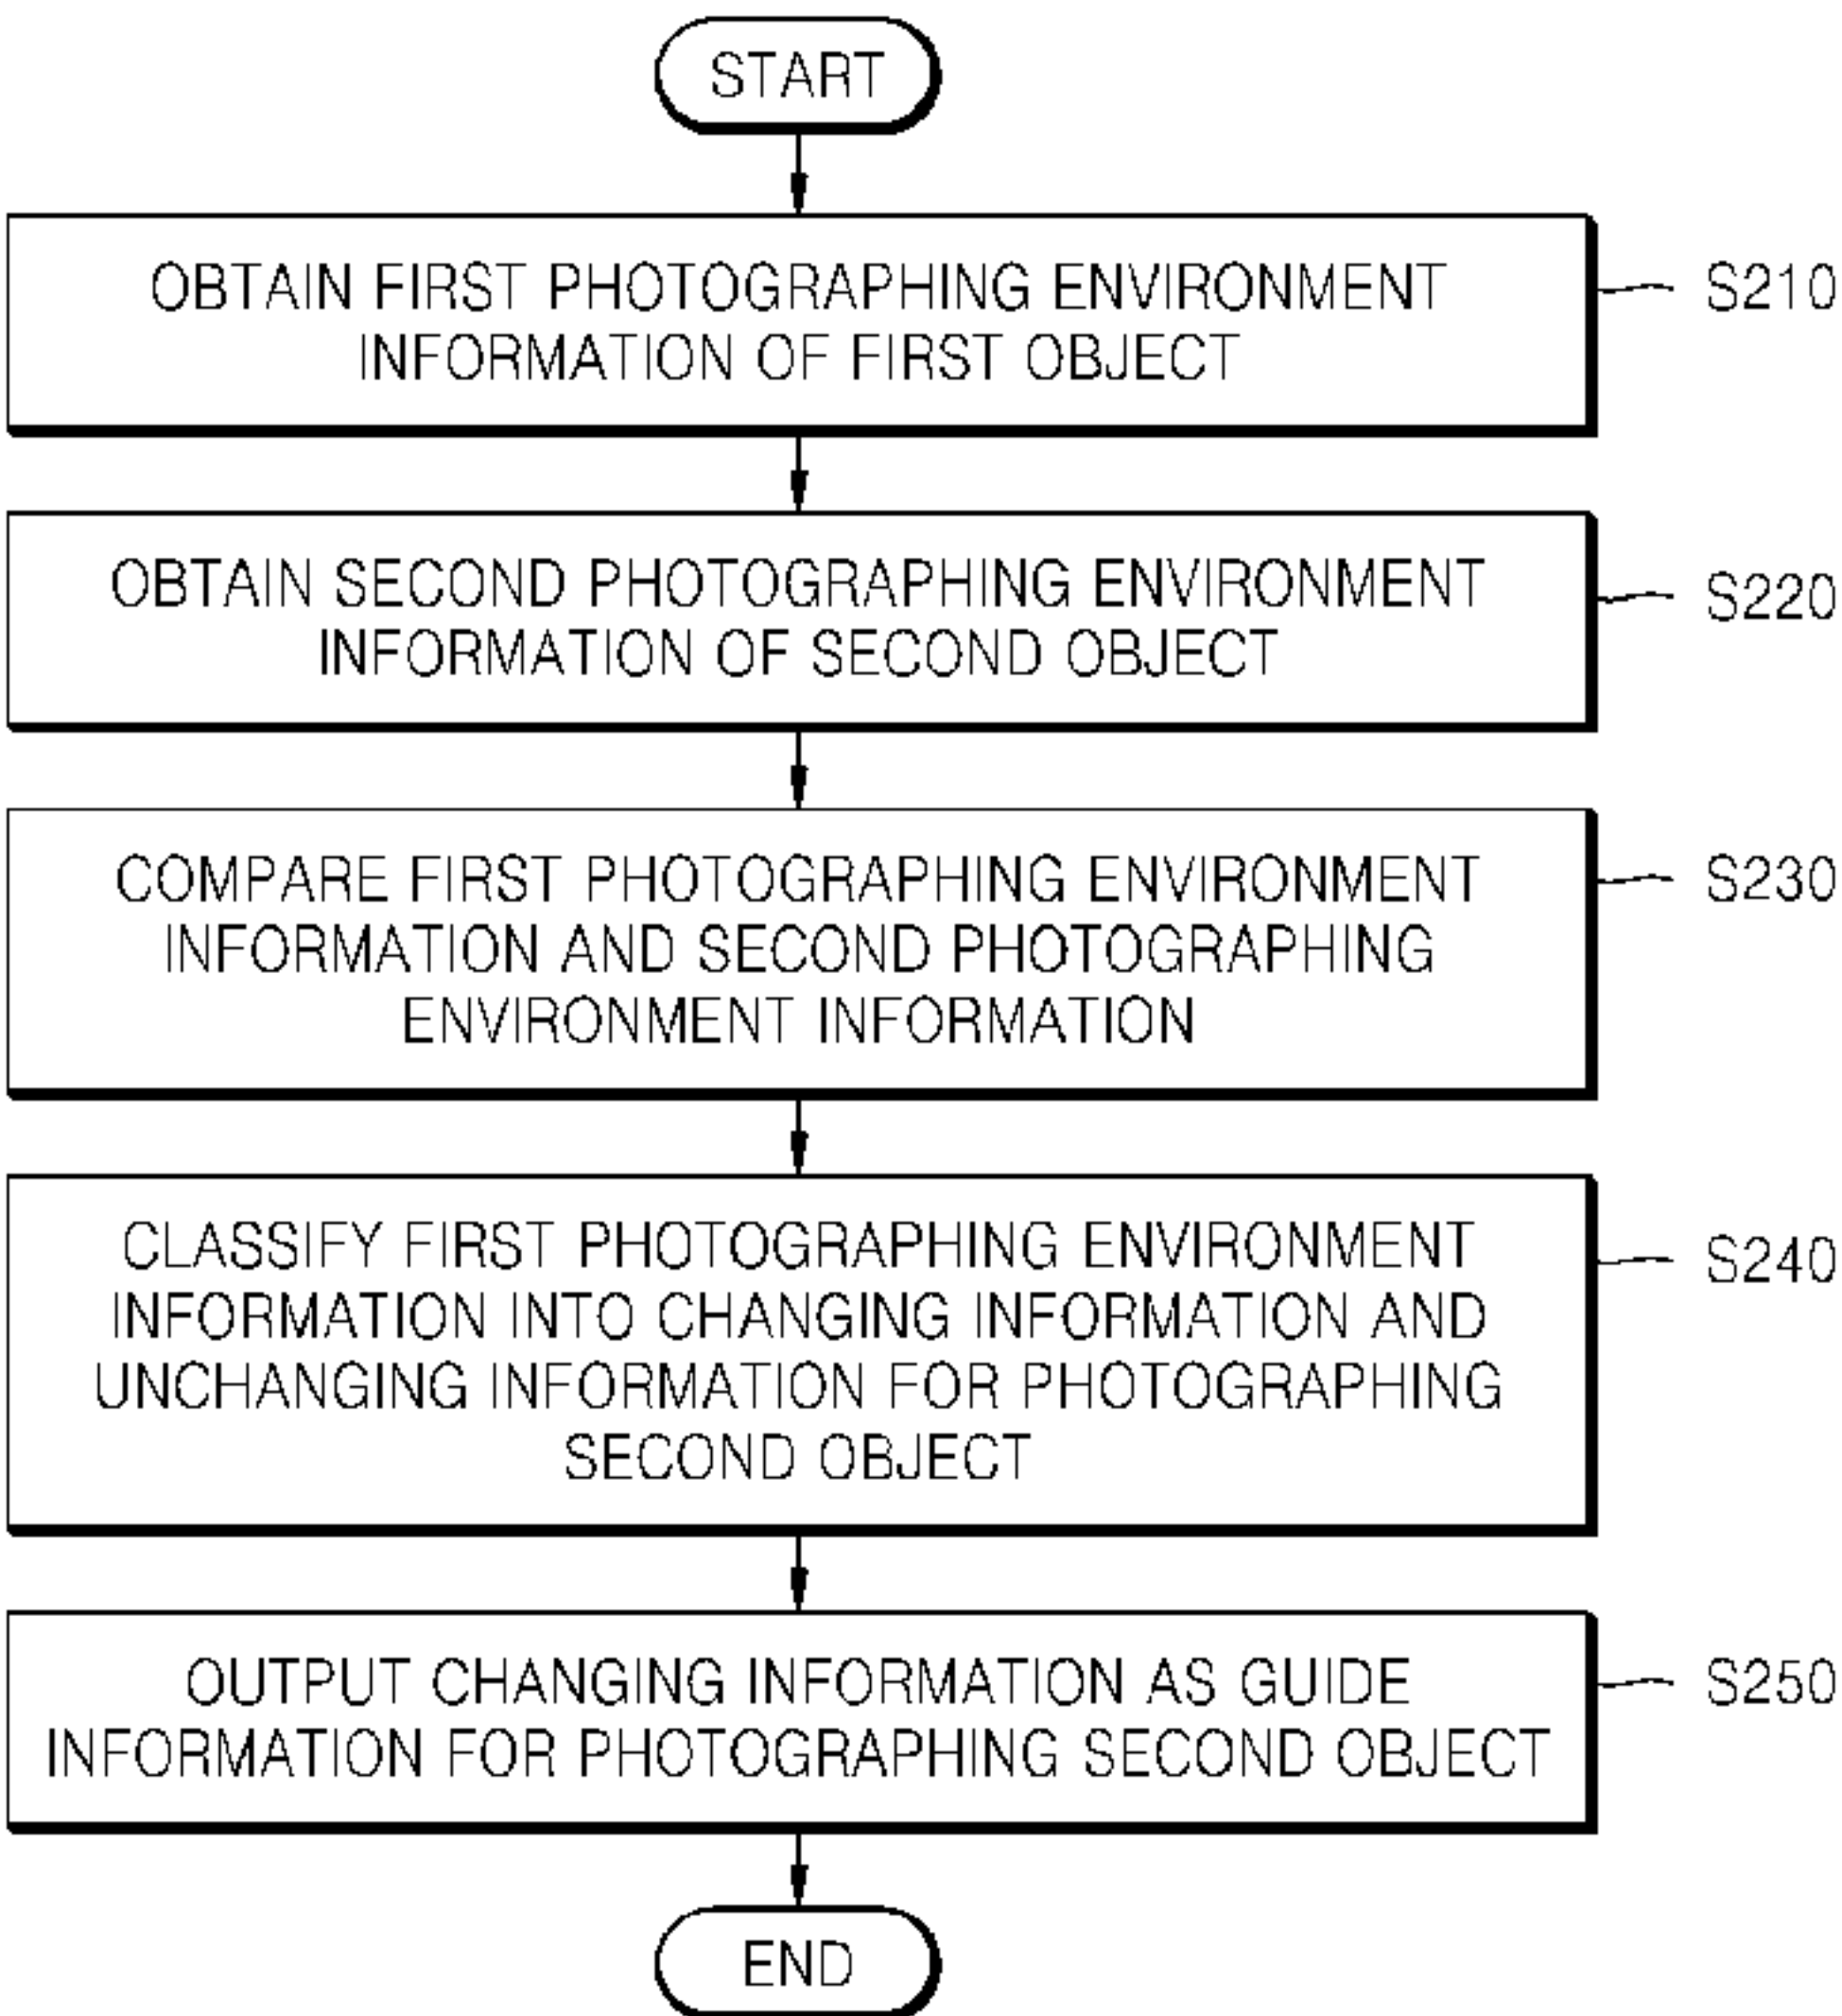 START
OBTAIN FIRST PHOTOGRAPHING ENVIRONMENT
INFORMATION OF FIRST OBJECT
S210
OBTAIN SECOND PHOTOGRAPHING ENVIRONMENT
INFORMATION OF SECOND OBJECT
S220
COMPARE FIRST PHOTOGRAPHING ENVIRONMENT
INFORMATION AND SECOND PHOTOGRAPHING
ENVIRONMENT INFORMATION
S230
CLASSIFY FIRST PHOTOGRAPHING ENVIRONMENT
INFORMATION INTO CHANGING INFORMATION AND
UNCHANGING INFORMATION FOR PHOTOGRAPHING
SECOND OBJECT
S240
OUTPUT CHANGING INFORMATION AS GUIDE
INFORMATION FOR PHOTOGRAPHING SECOND OBJECT
S250
END